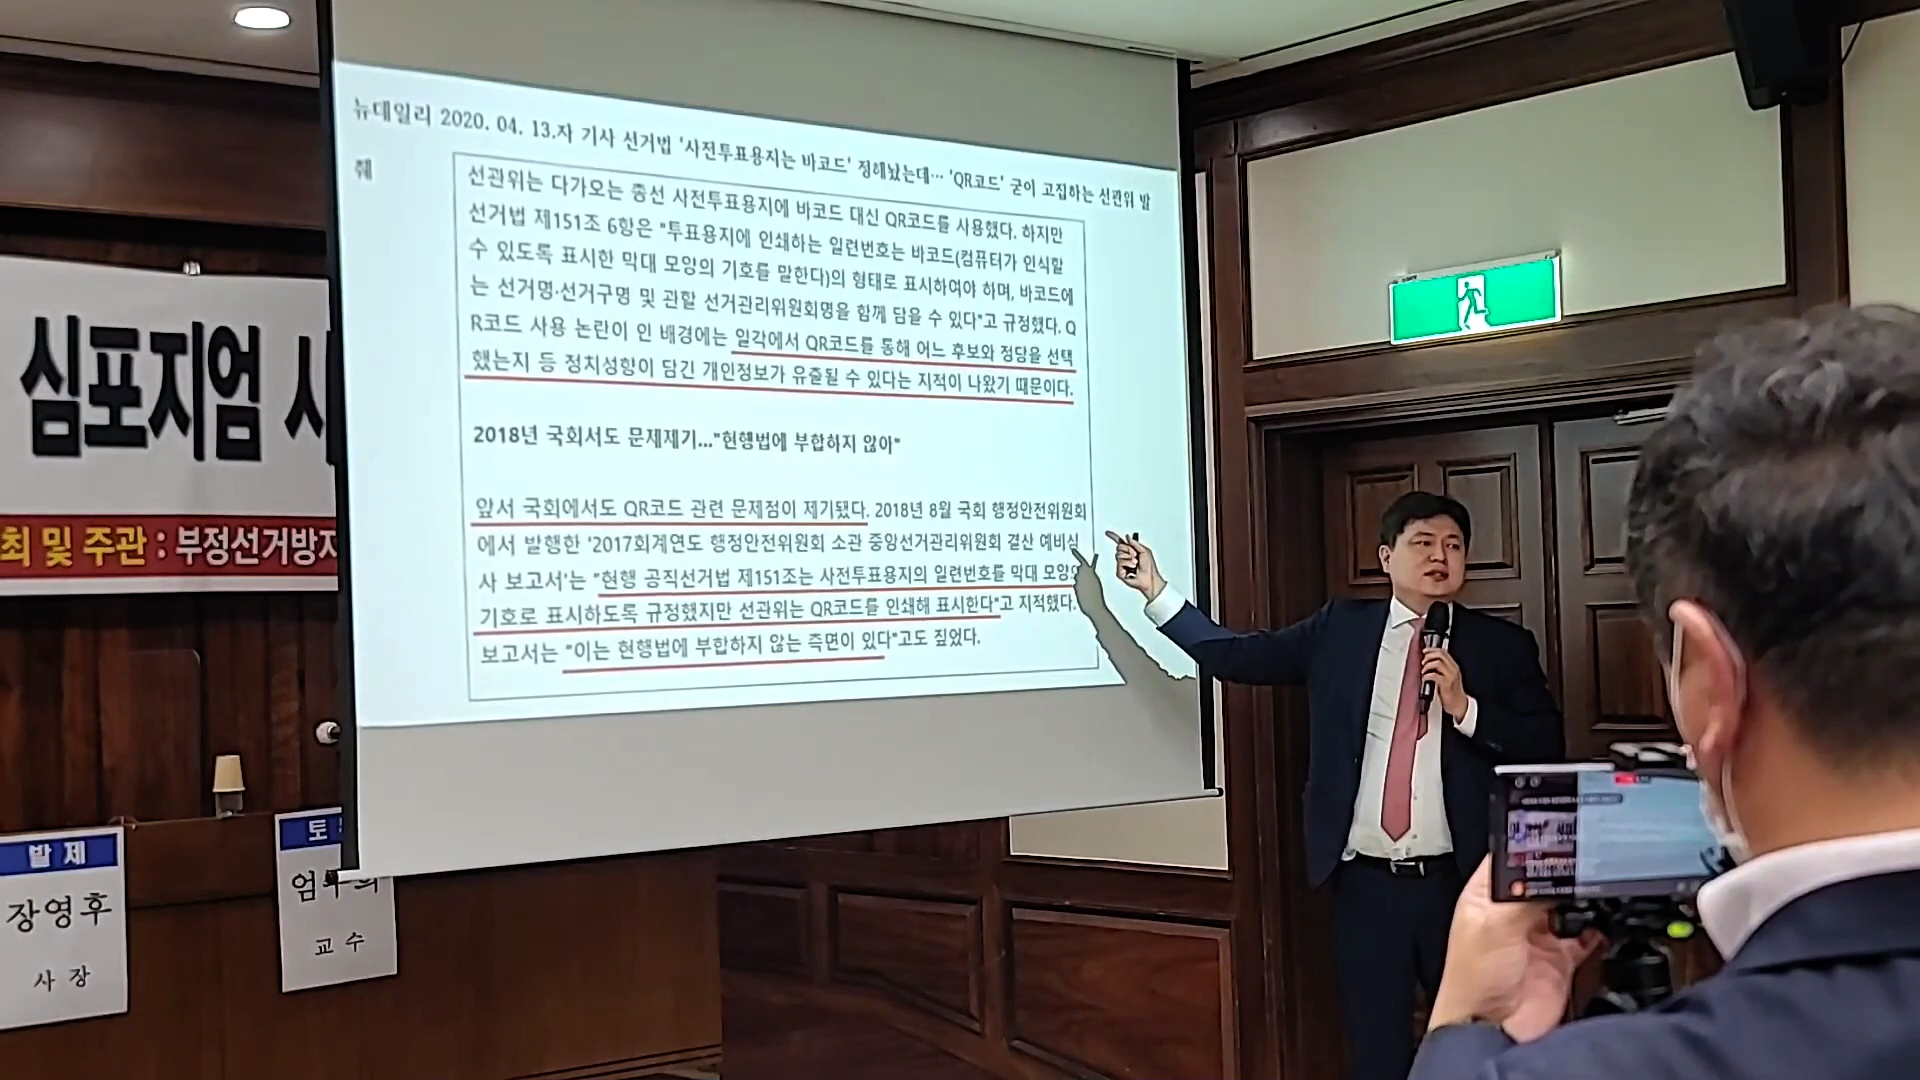 뉴데일리 2020. 04. 13.자 기사 선거법 '사전투표용지는 바코드' 정해놨는데… 'QR코드' 굳이 고집하는 선관위 발
췌
선관위는 다가오는 총선 사전투표용지에 바코드 대신 QR코드를 사용했다. 하지만
선거법 제151조 6항은 "투표용지에 인쇄하는 일련번호는 바코드(컴퓨터가 인식할
수 있도록 표시한 막대 모양의 기호를 말한다)의 형태로 표시하여야 하며, 바코드에
는 선거명·선거구명 및 관할 선거관리위원회명을 함께 담을 수 있다"고 규정했다. Q
R코드 사용 논란이 인 배경에는 일각에서 QR코드를 통해 어느 후보와 정당을 선택
했는지 등 정치성향이 담긴 개인정보가 유출될 수 있다는 지적이 나왔기 때문이다.
2018년 국회서도 문제제기..."현행법에 부합하지 않아"
앞서 국회에서도 QR코드 관련 문제점이 제기됐다. 2018년 8월 국회 행정안전위원회
에서 발행한 '2017회계연도 행정안전위원회 소관 중앙선거관리위원회 결산 예비심
사 보고서'는 "현행 공직선거법 제151조는 사전투표용지의 일련번호를 막대 모양의
기호로 표시하도록 규정했지만 선관위는 QR코드를 인쇄해 표시한다"고 지적했다.
보고서는 "이는 현행법에 부합하지 않는 측면이 있다"고도 짚었다.
심포지엄
최 및 주관 : 부정선거방지
발 제
장영후
사 장
토
교 수